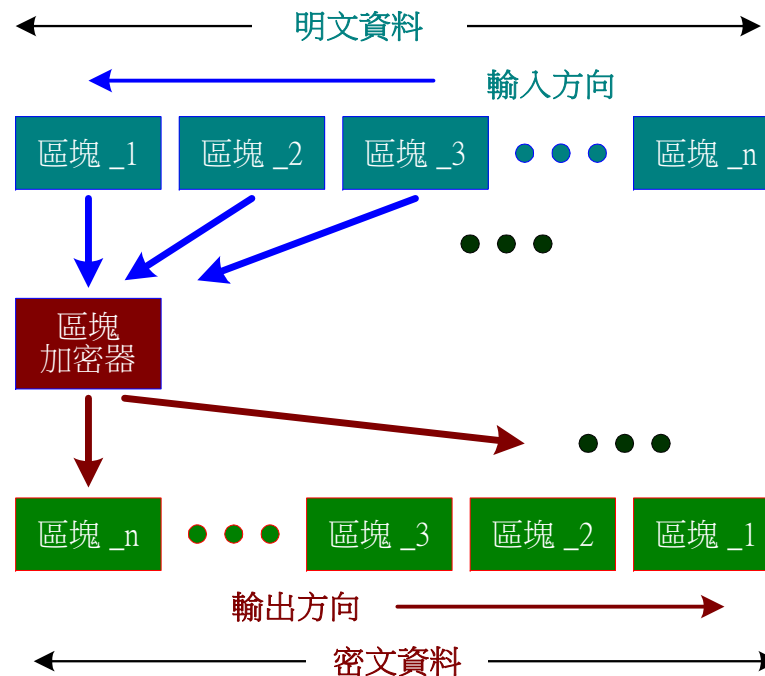 明文資料
輸入方向
區塊 _1 區塊 _2 區塊 _3 區塊 _n
區塊
加密器
區塊 _n 區塊 _3 區塊 _2 區塊 _1
輸出方向
密文資料